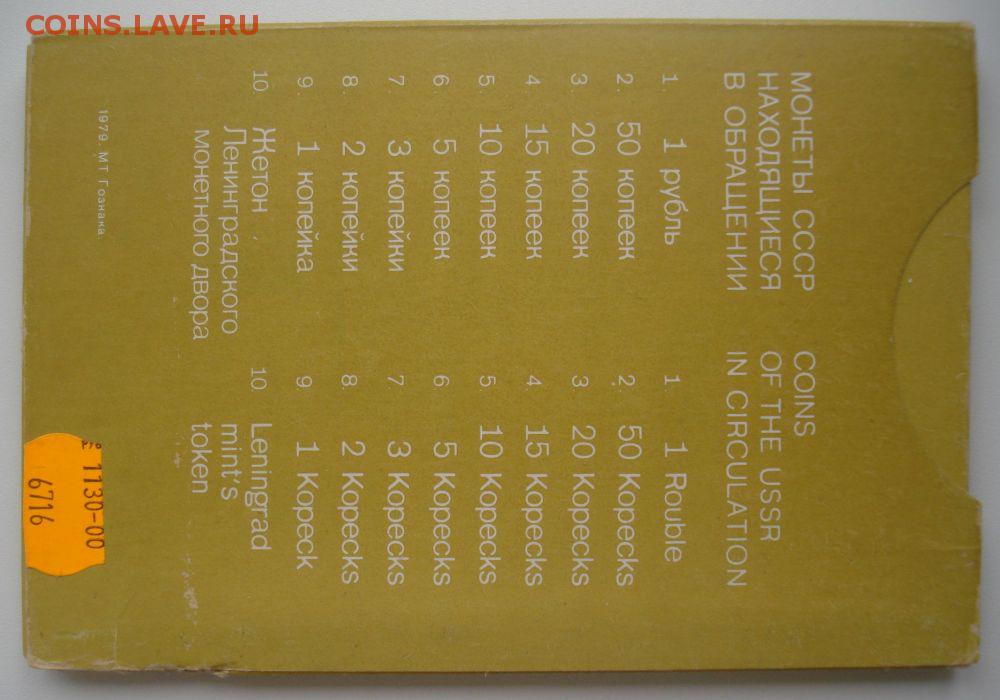 COINS.LAVE.RU
МОНЕТЫ СССР
НАХОДЯЩИЕСЯ
В ОБРАЩЕНИИ
1. 1 рубль
2. 50 копеек
3. 20 копеек
4. 15 копеек
5. 10 копеек
6. 5 копеек
7. 3 копейки
8. 2 копейки
9. 1 копейка
10. Жетон
Ленинградского
монетного двора
COINS
OF THE USSR
IN CIRCULATION
1. 1 Rouble
2. 50 Kopecks
3 20 Kopecks
4. 15 Kopecks
5 10 Kopecks
6 5 Kopecks
7 3 Kopecks
8. 2 Kopecks
9. 1 Kopeck
10. Leningrad
mint's
token
1979. МТ Гознака.
1130-00
6716